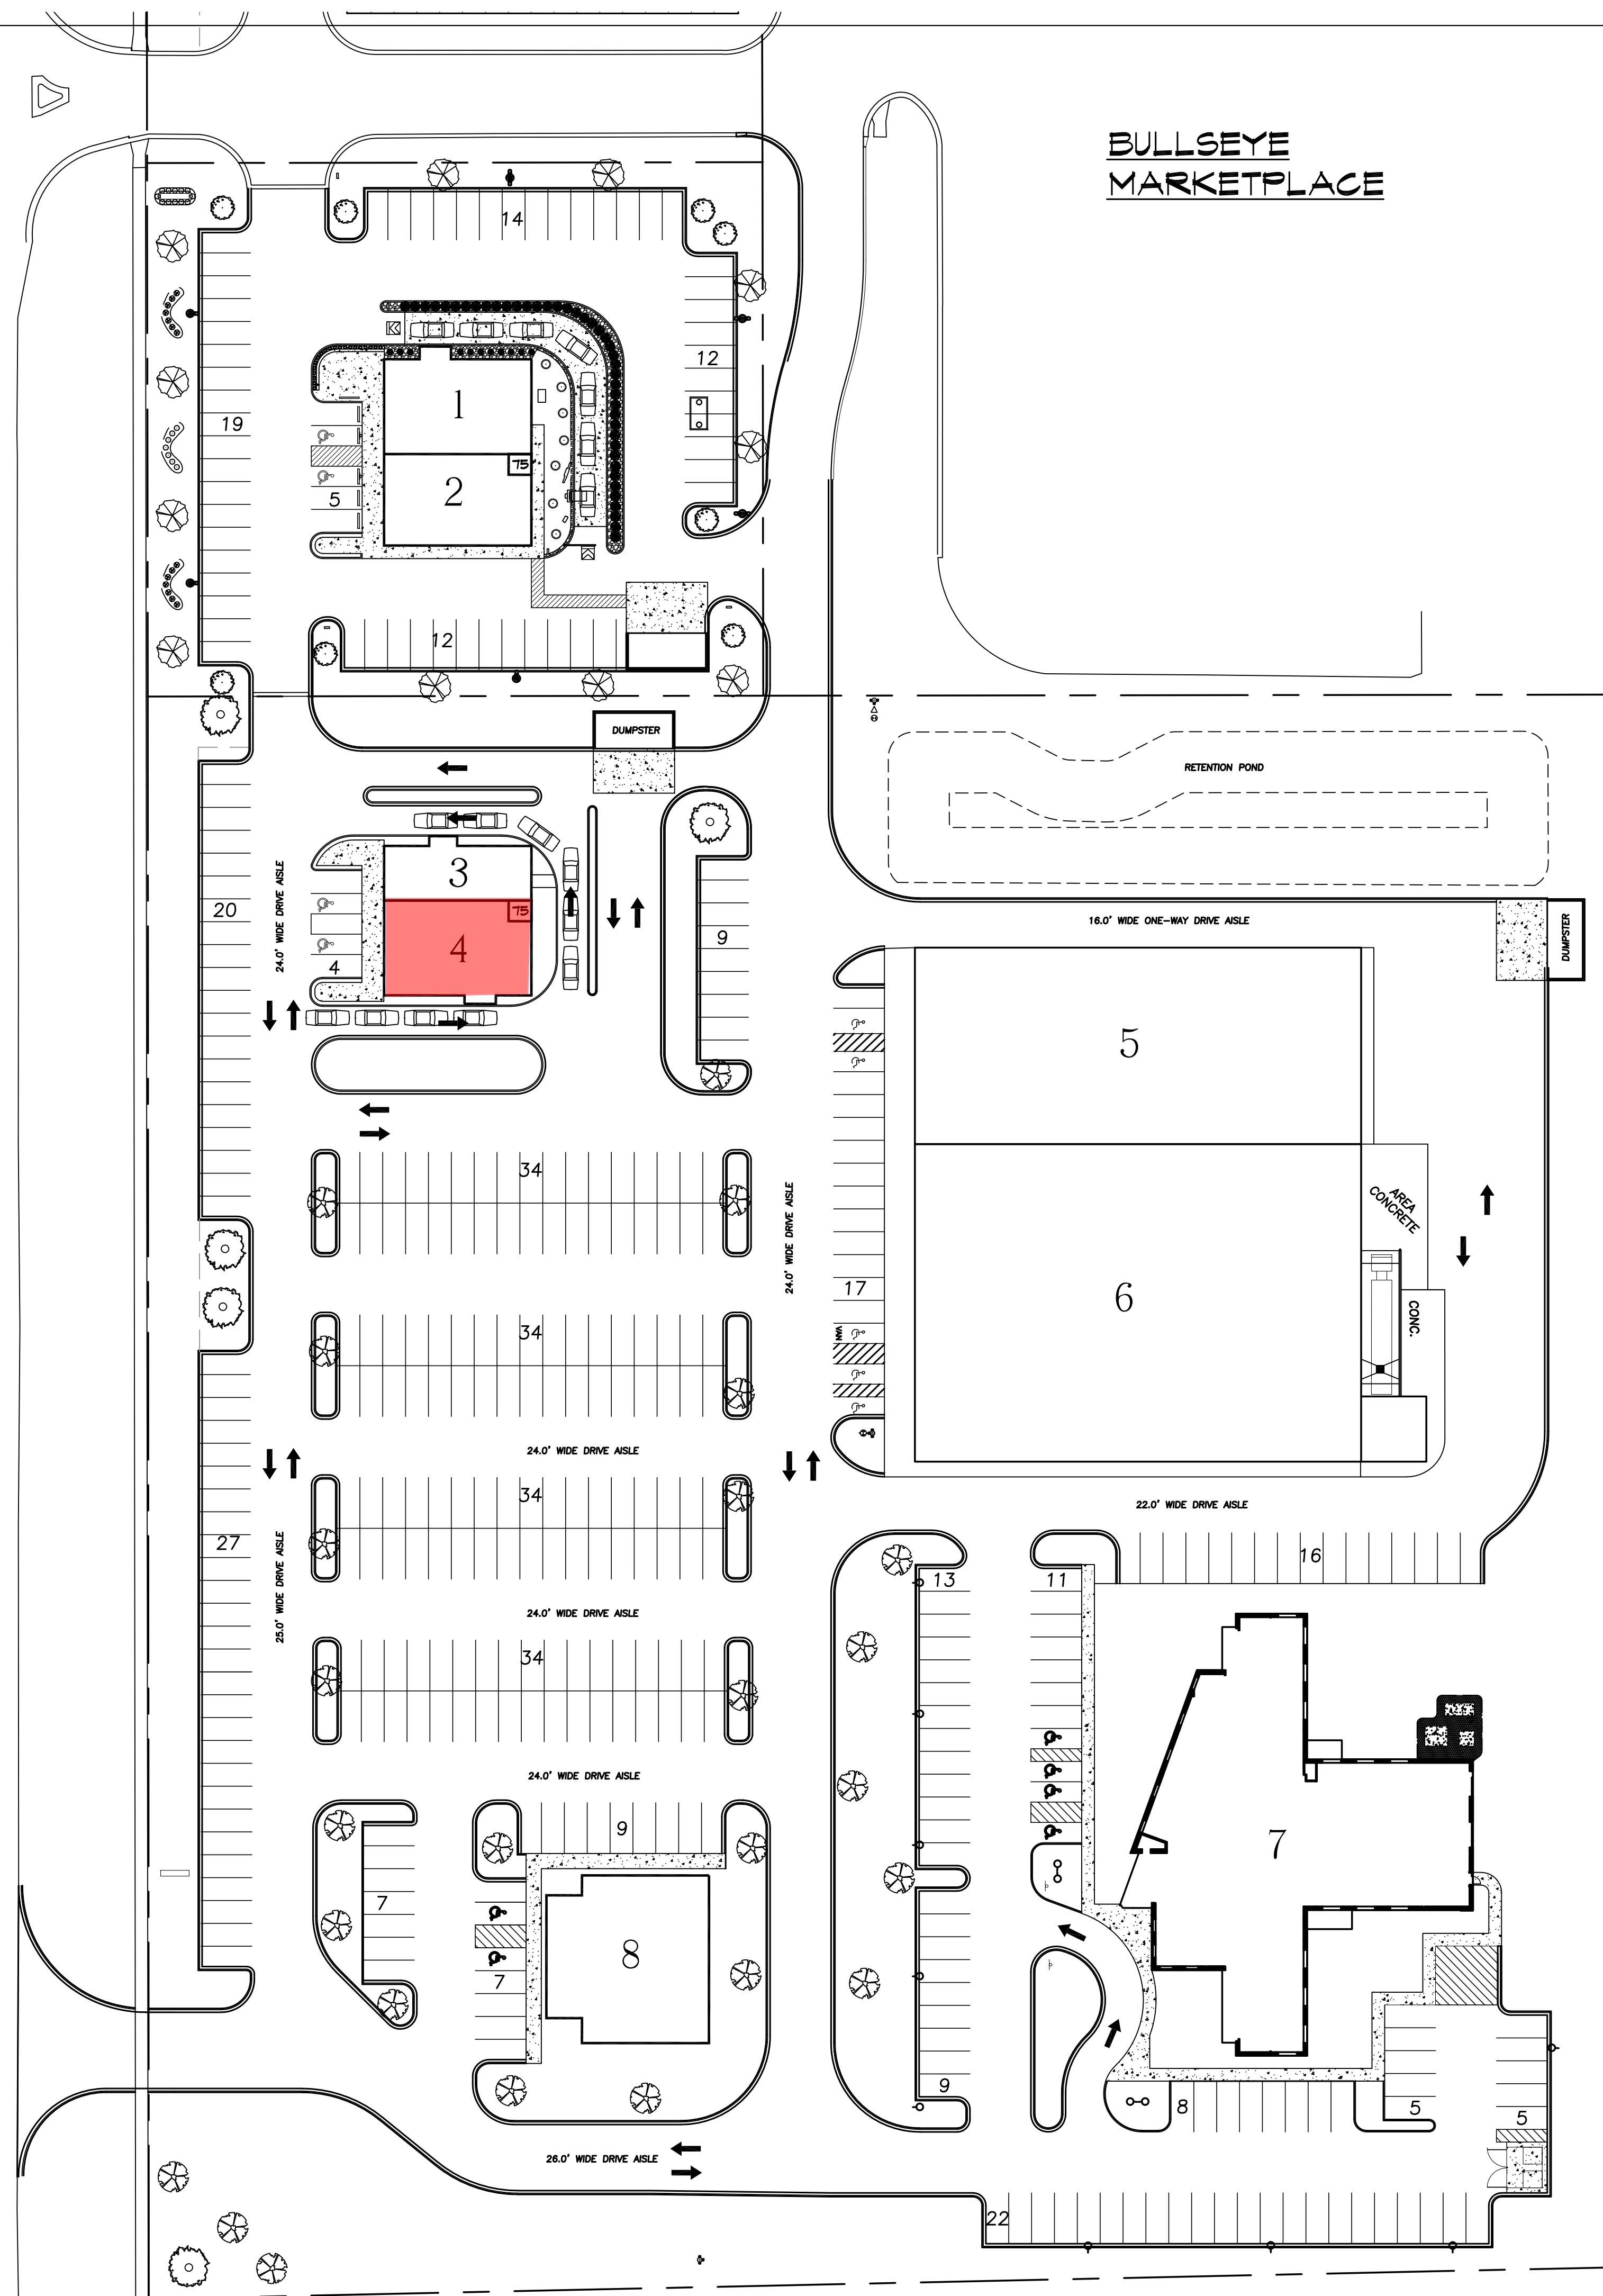 BULLSEYE
MARKETPLACE
14
12
19
1
75
2
5
12
DUMPSTER
RETENTION POND
3
75
4
4
20
24.0' WIDE DRIVE AISLE
9
16.0' WIDE ONE-WAY DRIVE AISLE
DUMPSTER
5
34
AREA
CONCRETE
24.0' WIDE DRIVE AISLE
17
6
CONC.
VAN
34
24.0' WIDE DRIVE AISLE
34
22.0' WIDE DRIVE AISLE
27
25.0' WIDE DRIVE AISLE
16
13
11
24.0' WIDE DRIVE AISLE
34
24.0' WIDE DRIVE AISLE
9
7
7
8
7
9
8
5
5
26.0' WIDE DRIVE AISLE
22